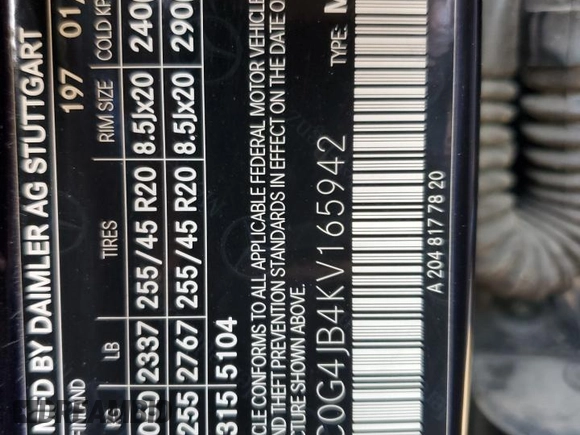 MND BY DAIMLER AG STUTTGART
FINLAND 197 01/
LB TIRES RIM SIZE COLD KP
2337 255/45 R20 8.5Jx20 240
255 2767 255/45 R20 8.5Jx20 290
315.5104
CONFORMS TO ALL APPLICABLE FEDERAL MOTOR VEHICLE
AND THEFT PREVENTION STANDARDS IN EFFECT ON THE DATE O
CTURE SHOWN ABOVE.
C0G4JB4KV165942 TYPE:
A 204 817 78 20